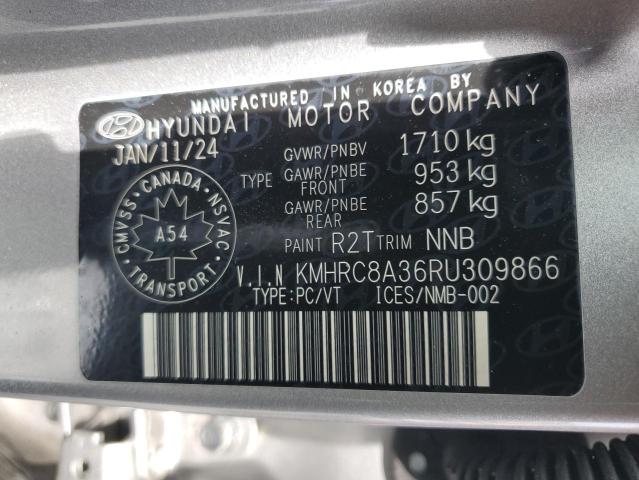 MANUFACTURED IN KOREA BY
HYUNDAI MOTOR COMPANY
JAN/11/24
GVWR/PNBV 1710 kg
TYPE
GAWR/PNBE FRONT 953 kg
GAWR/PNBE REAR 857 kg
CANADA
CMVSS
NSVAC
A54
TRANSPORT
PAINT R2T TRIM NNB
V.I.N KMHRC8A36RU309866
TYPE:PC/VT ICES/NMB-002